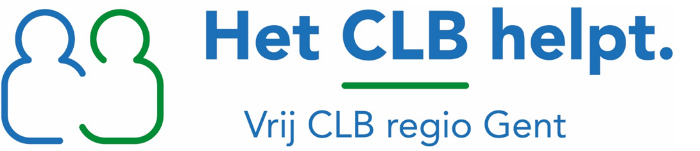 Het CLB helpt.
Vrij CLB regio Gent